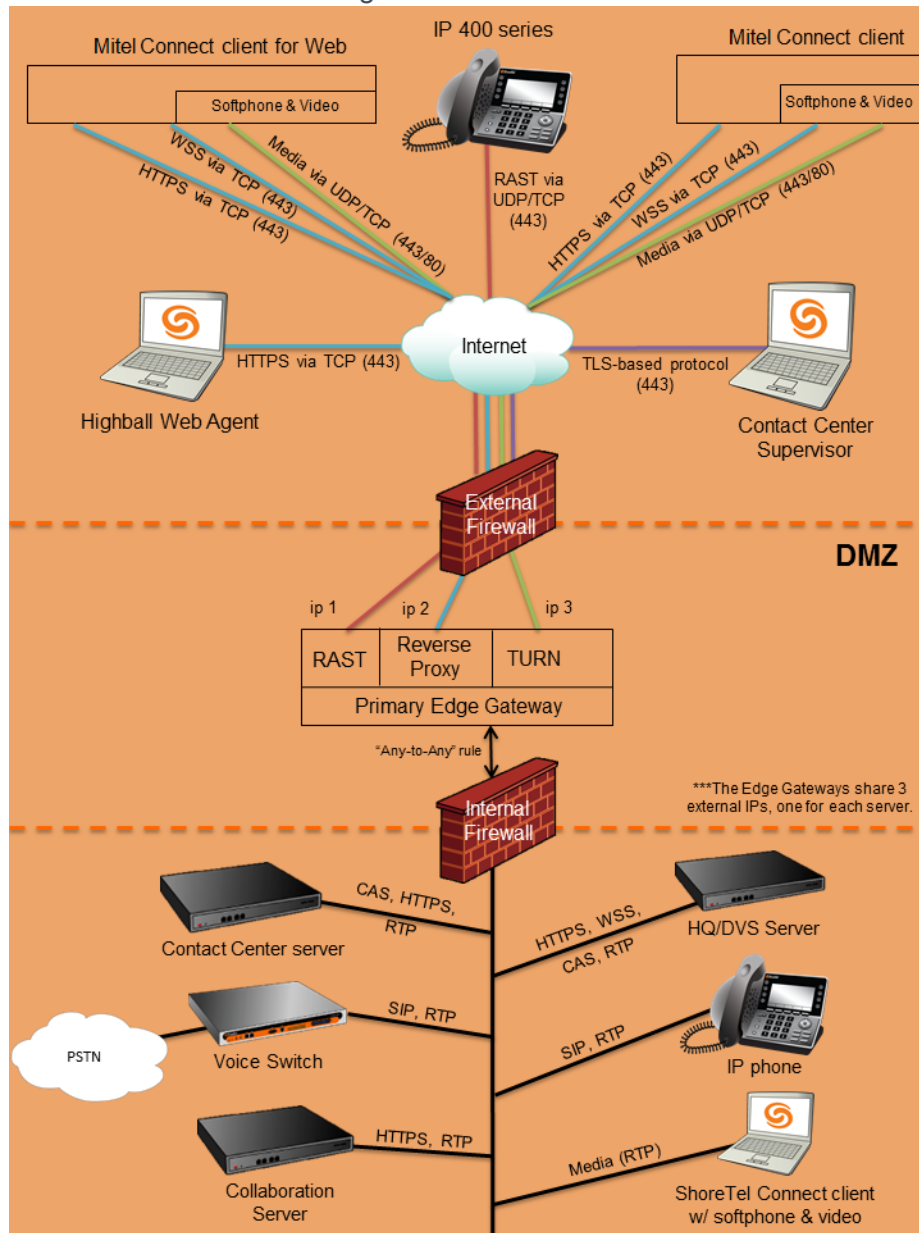 IP 400 series
Mitel Connect client for Web
Mitel Connect client
Softphone & Video
Softphone & Video
HTTPS via TCP (443)
WSS via TCP (443)
Media via UDP/TCP (443/80)
RAST via
UDP/TCP
(443)
HTTPS via TCP (443)
WSS via TCP (443)
Media via UDP/TCP (443/80)
Internet
HTTPS via TCP (443)
TLS-based protocol
(443)
Highball Web Agent
Contact Center
Supervisor
External
Firewall
DMZ
ip 1
ip 2
ip 3
RAST
Reverse
Proxy
TURN
Primary Edge Gateway
"Any-to-Any" rule
***The Edge Gateways share 3
external IPs, one for each server.
Internal
Firewall
CAS, HTTPS,
RTP
Contact Center server
HTTPS, WSS,
CAS, RTP
HQ/DVS Server
SIP, RTP
Voice Switch
PSTN
SIP, RTP
IP phone
HTTPS, RTP
Collaboration
Server
Media (RTP)
ShoreTel Connect client
w/ softphone & video